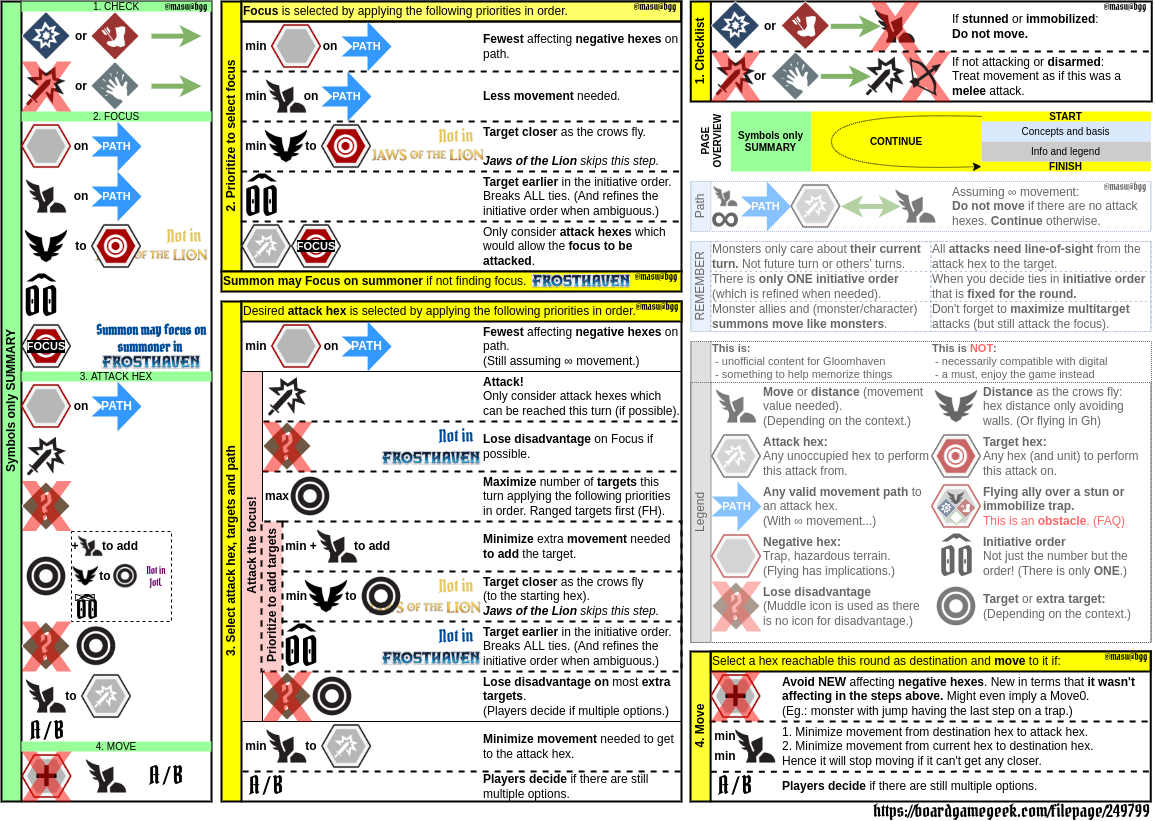 1. CHECK
@masu@bgg
or
or
2. FOCUS
on PATH
on PATH
to
Not in
OF THE LION
FOCUS
Summon may focus on
summoner in
FROSTHAVEN
3. ATTACK HEX
on PATH
+ to add
to
Not in
JotL
to
A/B
4. MOVE
A/B
Symbols only SUMMARY
Focus is selected by applying the following priorities in order.
@masu@bgg
2. Prioritize to select focus
min on PATH
Fewest affecting negative hexes on
path.
min on PATH
Less movement needed.
min to
Not in
JAWS OF THE LION
Target closer as the crows fly.
Jaws of the Lion skips this step.
Target earlier in the initiative order.
Breaks ALL ties. (And refines the
initiative order when ambiguous.)
FOCUS
Only consider attack hexes which
would allow the focus to be
attacked.
Summon may Focus on summoner if not finding focus. FROSTHAVEN
@masu@bgg
Desired attack hex is selected by applying the following priorities in order.
@masu@bgg
3. Select attack hex, targets and path
min on PATH
Fewest affecting negative hexes on
path.
(Still assuming ∞ movement.)
Attack the focus!
Attack!
Only consider attack hexes which
can be reached this turn (if possible).
Not in
FROSTHAVEN
Lose disadvantage on Focus if
possible.
max
Maximize number of targets this
turn applying the following priorities
in order. Ranged targets first (FH).
Prioritize to add targets
min + to add
Minimize extra movement needed
to add the target.
min to
Not in
JAWS OF THE LION
Target closer as the crows fly
(to the starting hex).
Jaws of the Lion skips this step.
Not in
FROSTHAVEN
Target earlier in the initiative order.
Breaks ALL ties. (And refines the
initiative order when ambiguous.)
Lose disadvantage on most extra
targets.
(Players decide if multiple options.)
min to
Minimize movement needed to get
to the attack hex.
A/B
Players decide if there are still
multiple options.
1. Checklist
@masu@bgg
or
If stunned or immobilized:
Do not move.
or
If not attacking or disarmed:
Treat movement as if this was a
melee attack.
PAGE
OVERVIEW
Symbols only
SUMMARY
CONTINUE
START
Concepts and basis
Info and legend
FINISH
Path
∞
PATH
@masu@bgg
Assuming ∞ movement:
Do not move if there are no attack
hexes. Continue otherwise.
REMEMBER
Monsters only care about their current
turn. Not future turn or others' turns.
All attacks need line-of-sight from the
attack hex to the target.
There is only ONE initiative order
(which is refined when needed).
When you decide ties in initiative order
that is fixed for the round.
Monster allies and (monster/character)
summons move like monsters.
Don't forget to maximize multitarget
attacks (but still attack the focus).
This is:
- unofficial content for Gloomhaven
- something to help memorize things
This is NOT:
- necessarily compatible with digital
- a must, enjoy the game instead
Legend
Move or distance (movement
value needed).
(Depending on the context.)
Distance as the crows fly:
hex distance only avoiding
walls. (Or flying in Gh)
Attack hex:
Any unoccupied hex to perform
this attack from.
Target hex:
Any hex (and unit) to perform
this attack on.
PATH
Any valid movement path to
an attack hex.
(With ∞ movement...)
Flying ally over a stun or
immobilize trap.
This is an obstacle. (FAQ)
Negative hex:
Trap, hazardous terrain.
(Flying has implications.)
Initiative order
Not just the number but the
order! (There is only ONE.)
Lose disadvantage
(Muddle icon is used as there
is no icon for disadvantage.)
Target or extra target:
(Depending on the context.)
Select a hex reachable this round as destination and move to it if:
@masu@bgg
4. Move
Avoid NEW affecting negative hexes. New in terms that it wasn't
affecting in the steps above. Might even imply a Move0.
(Eg.: monster with jump having the last step on a trap.)
min
min
1. Minimize movement from destination hex to attack hex.
2. Minimize movement from current hex to destination hex.
Hence it will stop moving if it can't get any closer.
A/B
Players decide if there are still multiple options.
https://boardgamegeek.com/filepage/249799